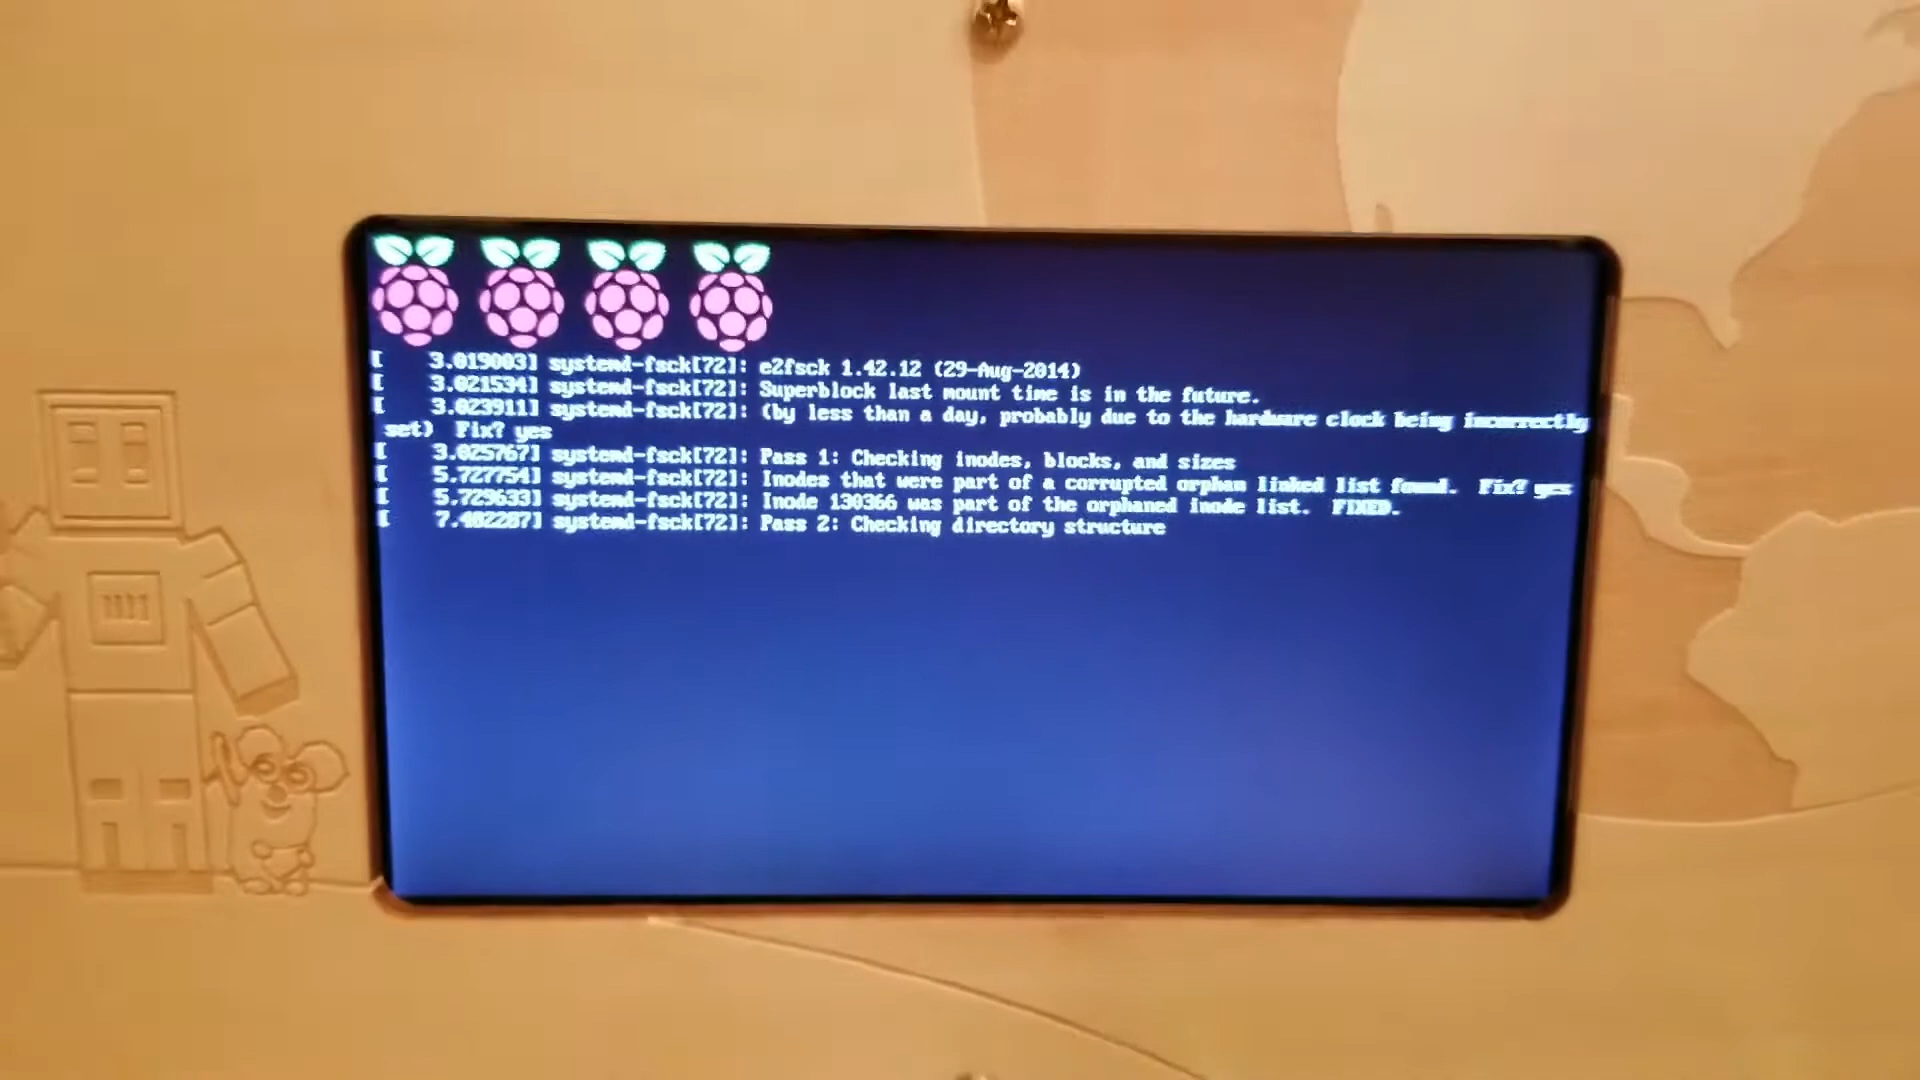 [    3.019003] systemd-fsck[72]: e2fsck 1.42.12 (29-Aug-2014)
[    3.021534] systemd-fsck[72]: Superblock last mount time is in the future.
[    3.023911] systemd-fsck[72]: (by less than a day, probably due to the hardware clock being incorrectly
set)  Fix? yes
[    3.025767] systemd-fsck[72]: Pass 1: Checking inodes, blocks, and sizes
[    5.727754] systemd-fsck[72]: Inodes that were part of a corrupted orphan linked list found.  Fix? yes
[    5.729633] systemd-fsck[72]: Inode 130366 was part of the orphaned inode list.  FIXED.
[    7.402287] systemd-fsck[72]: Pass 2: Checking directory structure